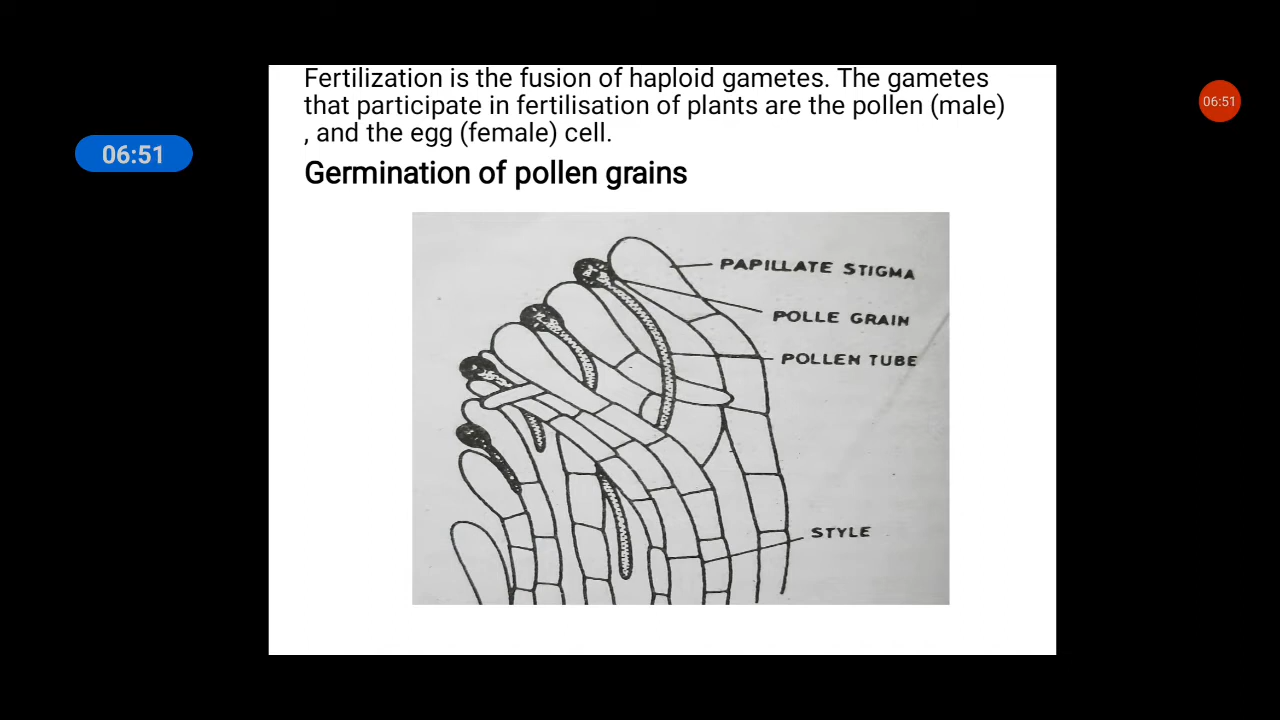 Fertilization is the fusion of haploid gametes. The gametes
that participate in fertilisation of plants are the pollen (male)
, and the egg (female) cell.
06:51
06:51
Germination of pollen grains
PAPILLATE STIGMA
POLLE GRAIN
POLLEN TUBE
STYLE